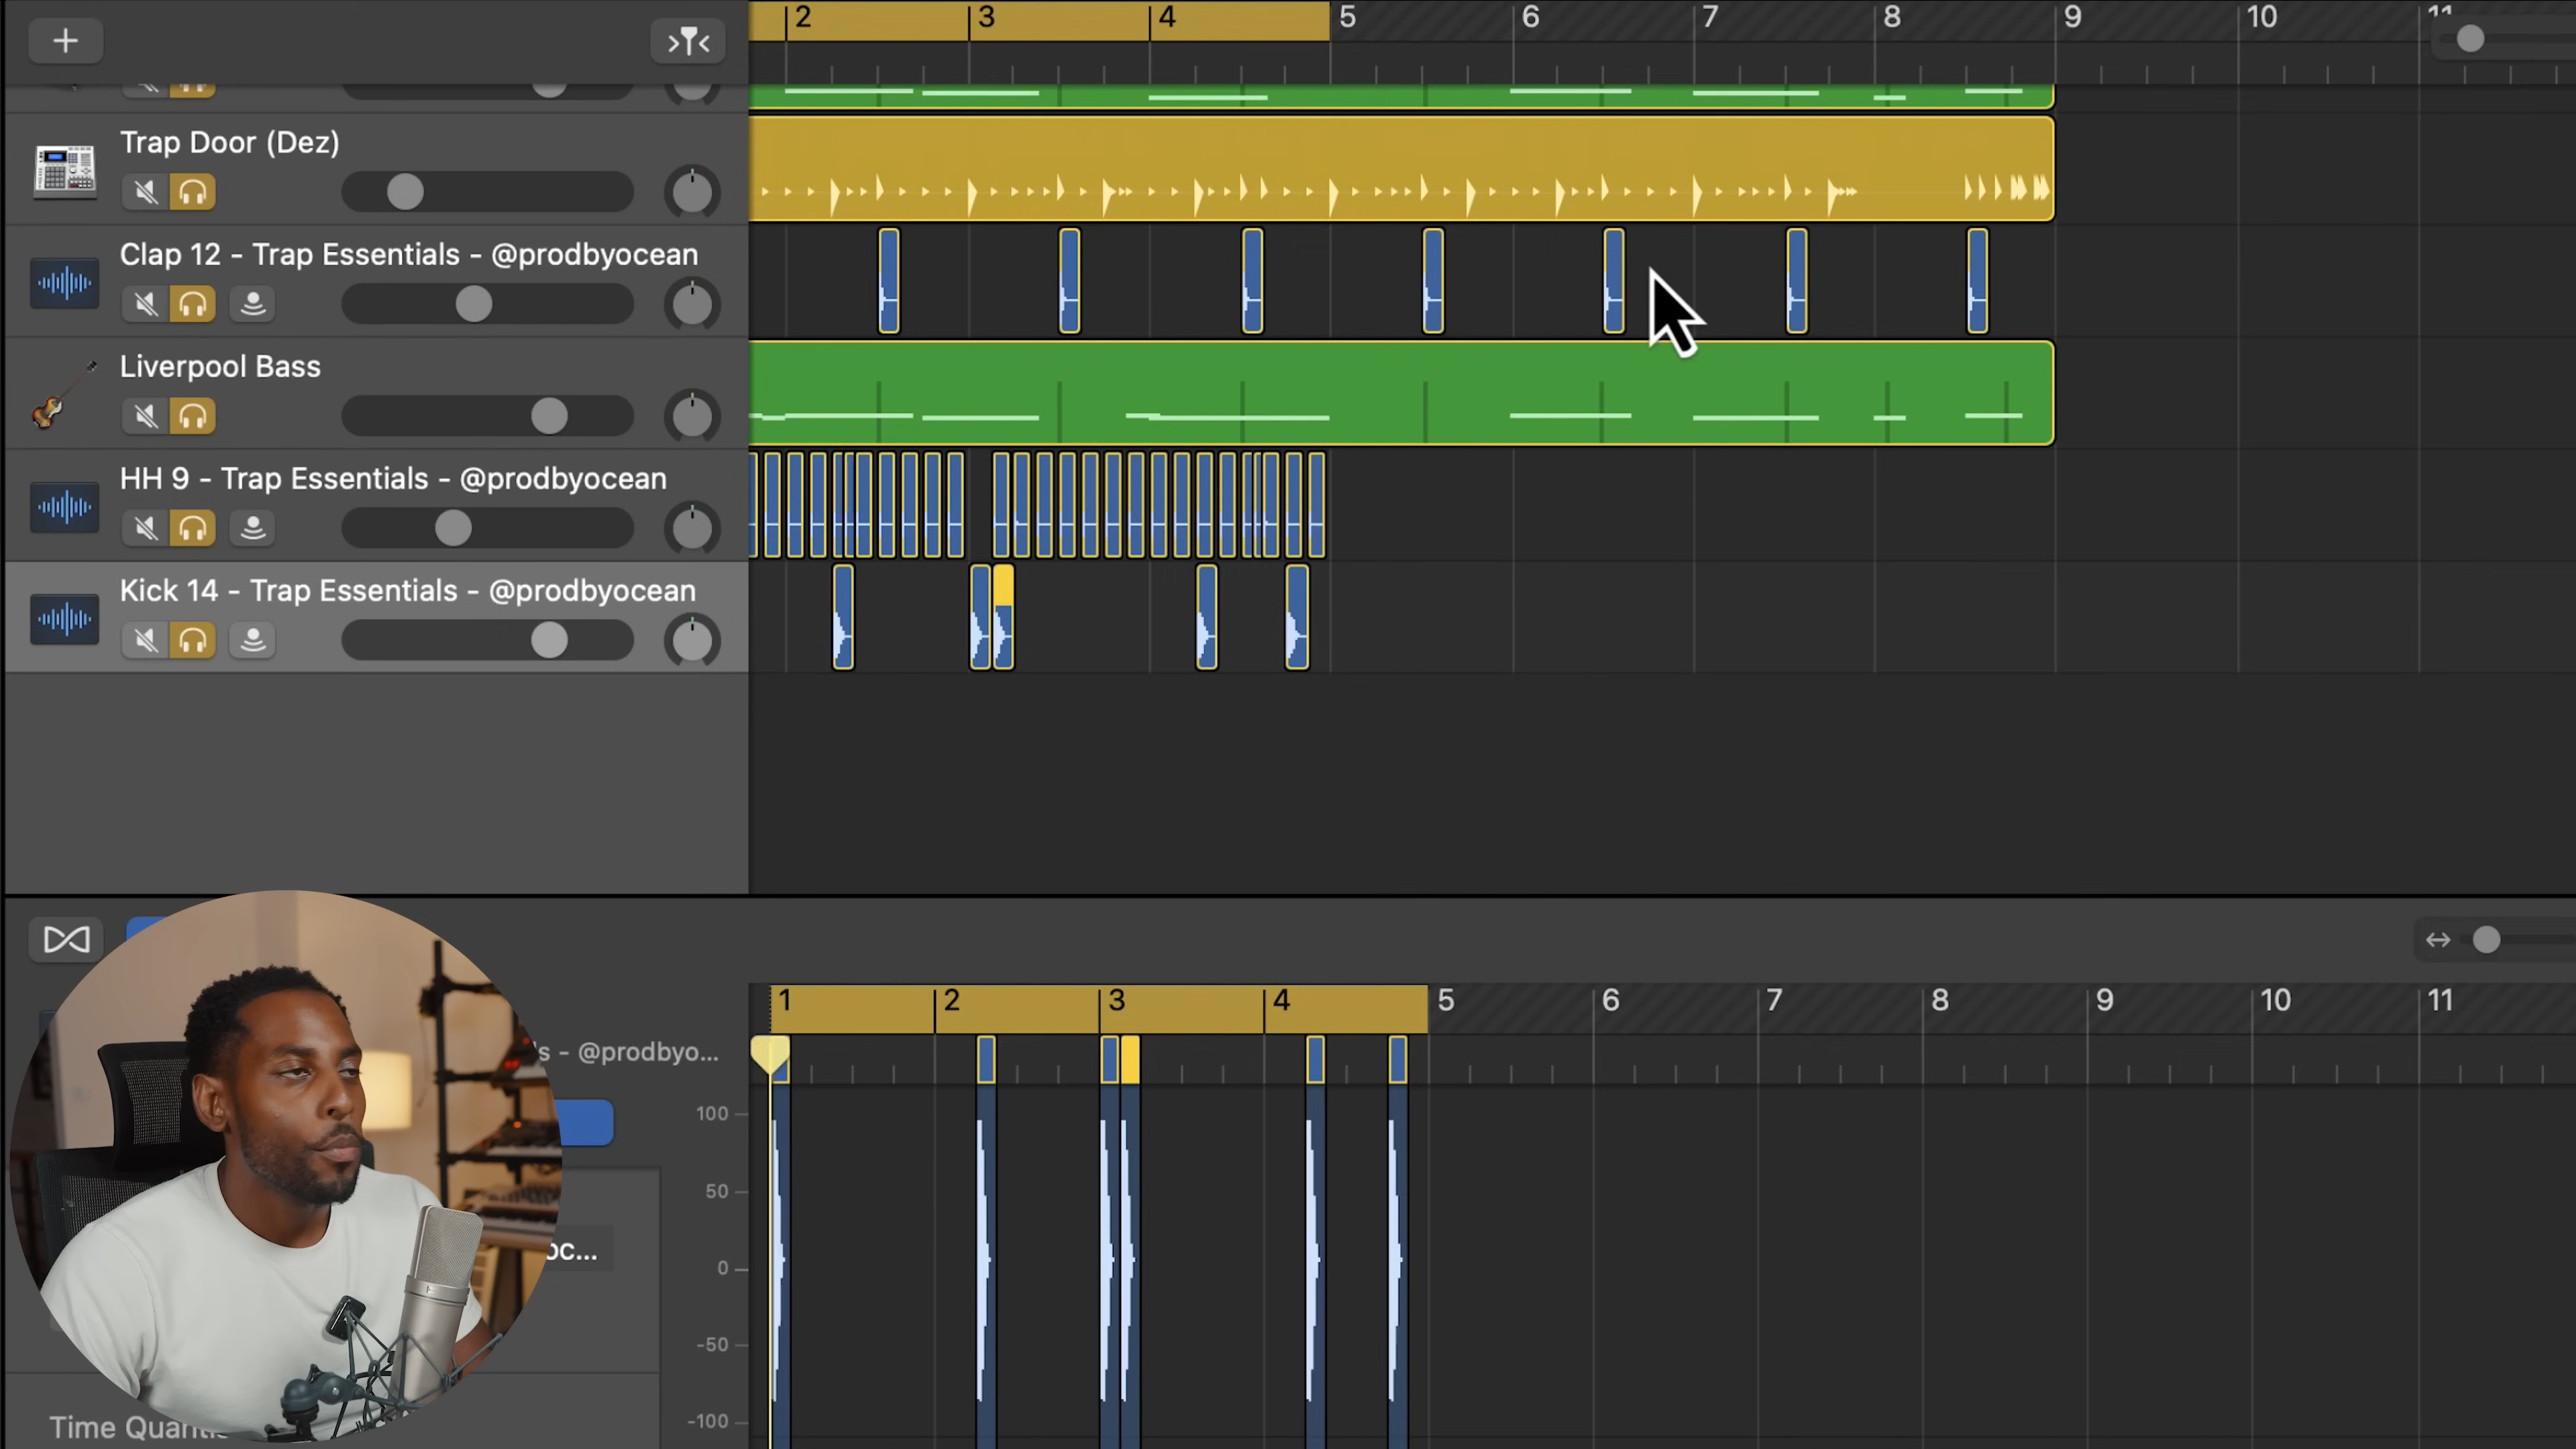 2 3 4 5 6 7 8 9 10 11
Trap Door (Dez)
Clap 12 - Trap Essentials - @prodbyocean
Liverpool Bass
HH 9 - Trap Essentials - @prodbyocean
Kick 14 - Trap Essentials - @prodbyocean
1 2 3 4 5 6 7 8 9 10 11
s - @prodbyo...
100
50
0
oc...
-50
-100
Time